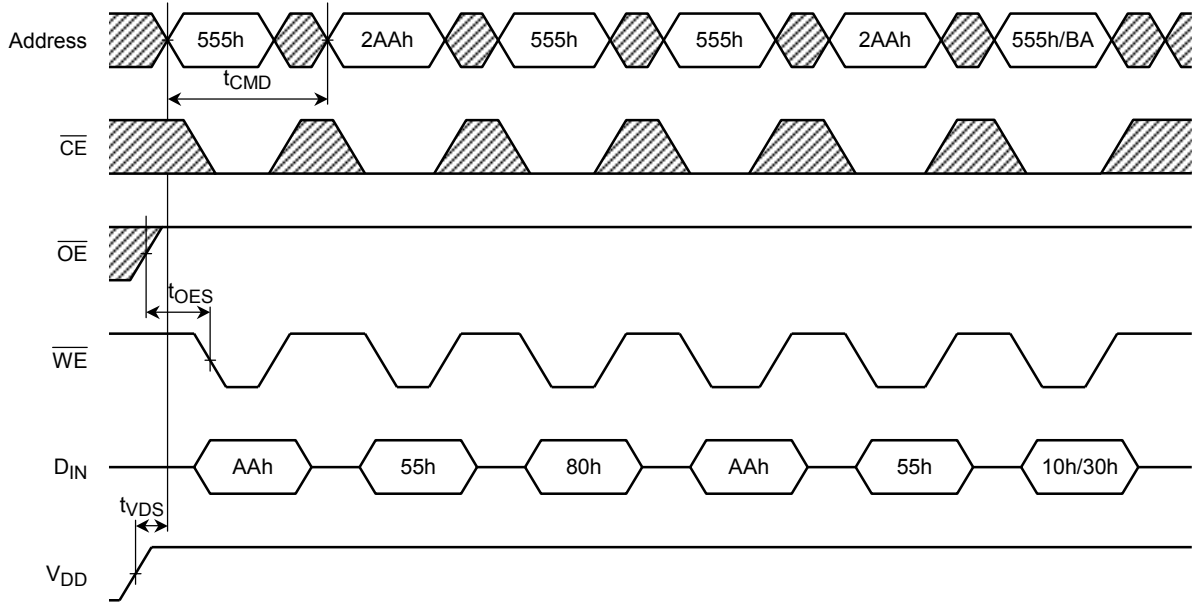 Address 555h 2AAh 555h 555h 2AAh 555h/BA
tCMD
CE
OE
tOES
WE
DIN AAh 55h 80h AAh 55h 10h/30h
tVDS
VDD